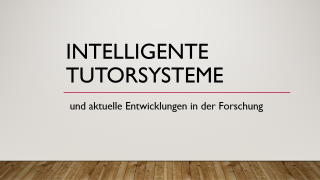 INTELLIGENTE
TUTORSYSTEME
und aktuelle Entwicklungen in der Forschung